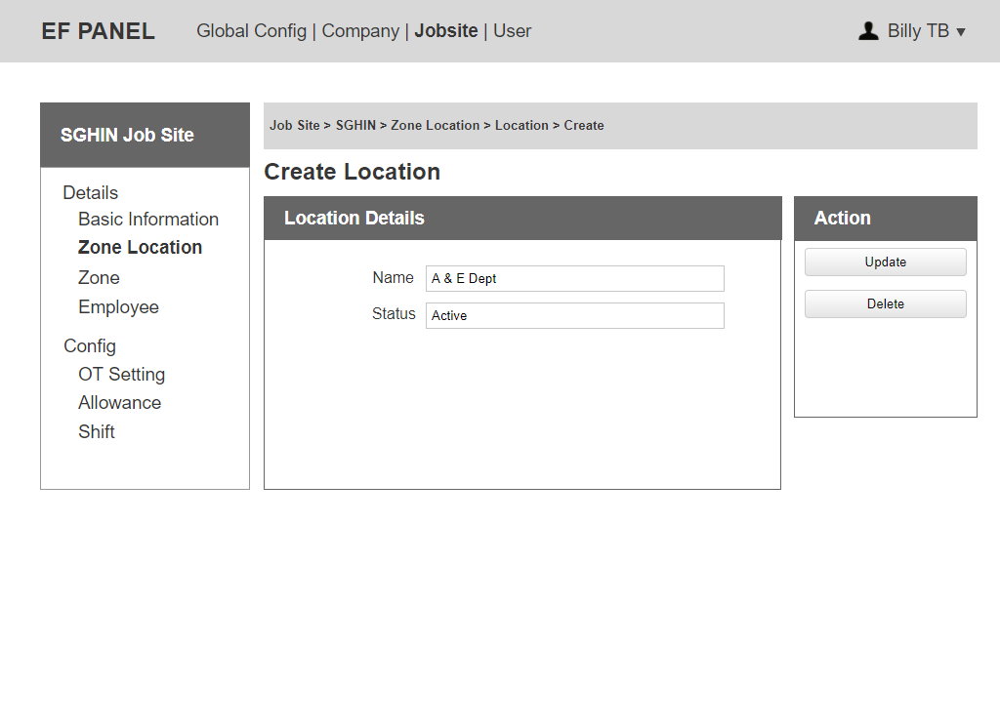 EF PANEL
Global Config | Company | Jobsite | User
Billy TB ▼
SGHIN Job Site
Details
Basic Information
Zone Location
Zone
Employee
Config
OT Setting
Allowance
Shift
Job Site > SGHIN > Zone Location > Location > Create
Create Location
Location Details
Name A & E Dept
Status Active
Action
Update
Delete